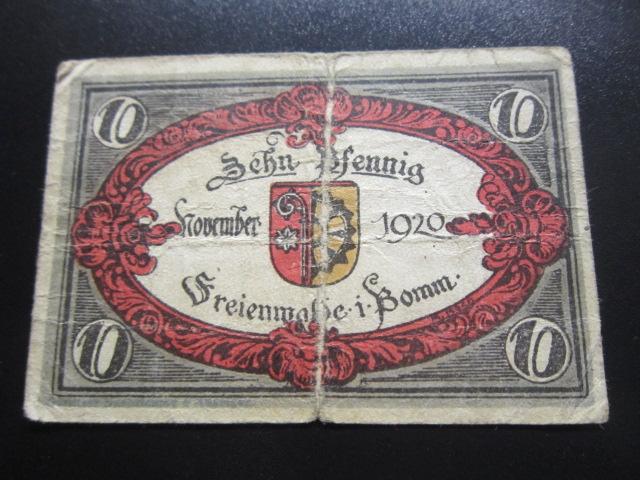 10 10
Zehn Pfennig
November 1920
Freienwalde i. Pomm.
10 10